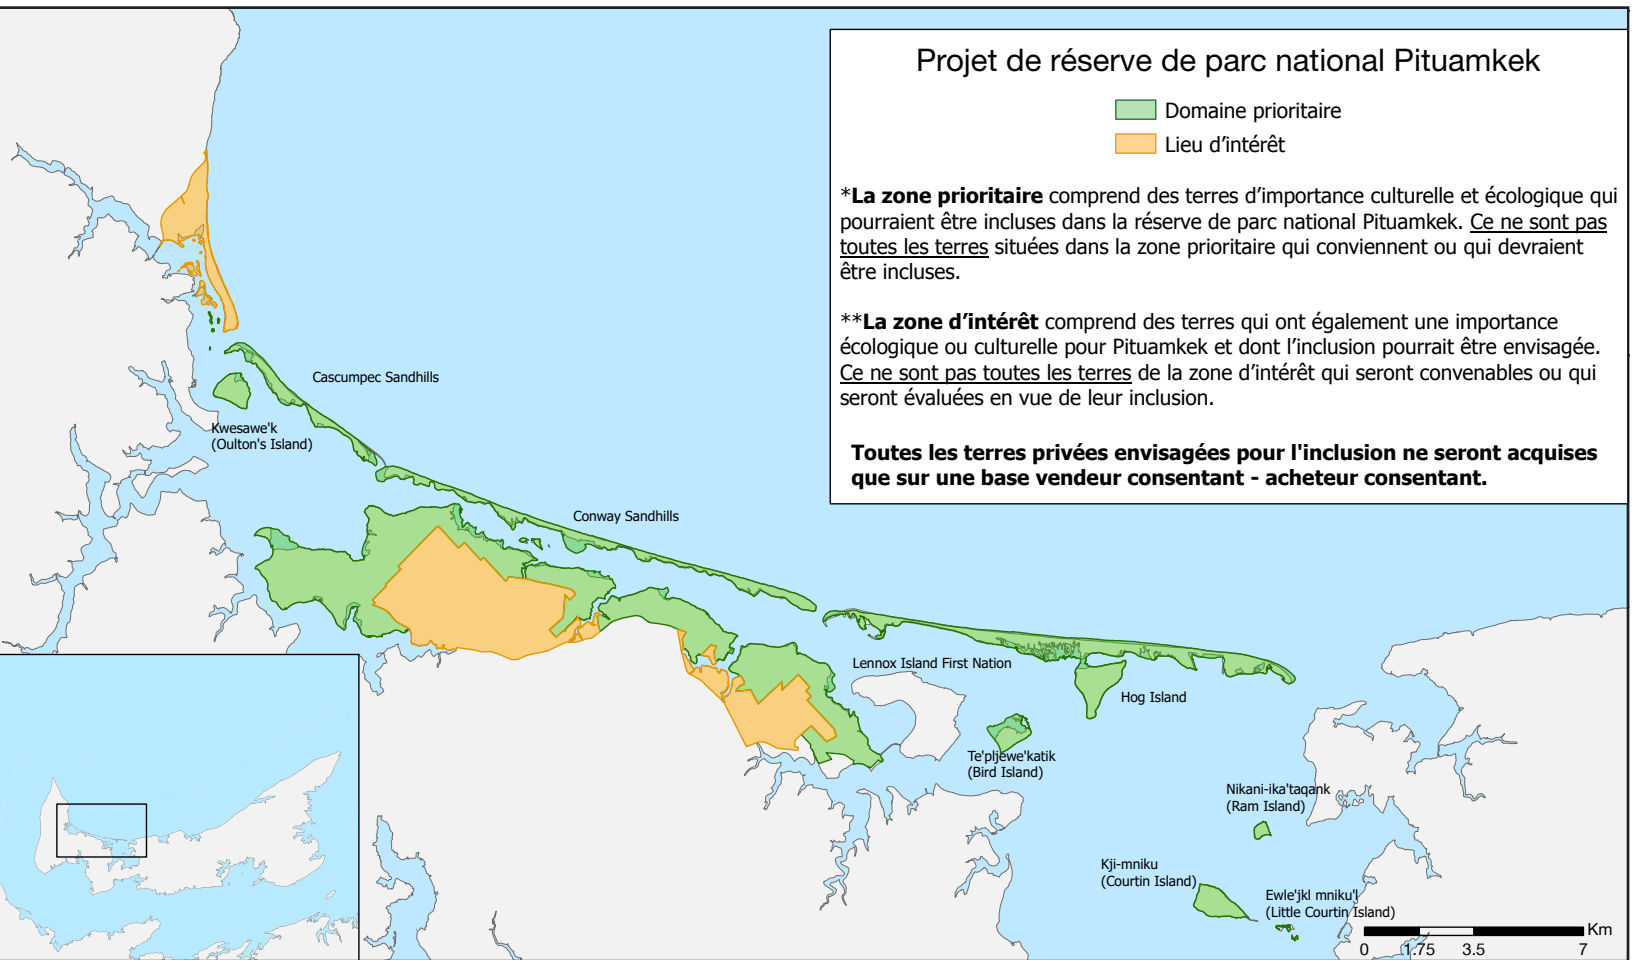 Projet de réserve de parc national Pituamkek
Domaine prioritaire
Lieu d’intérêt
*La zone prioritaire comprend des terres d’importance culturelle et écologique qui
pourraient être incluses dans la réserve de parc national Pituamkek. Ce ne sont pas
toutes les terres situées dans la zone prioritaire qui conviennent ou qui devraient
être incluses.
**La zone d’intérêt comprend des terres qui ont également une importance
écologique ou culturelle pour Pituamkek et dont l’inclusion pourrait être envisagée.
Ce ne sont pas toutes les terres de la zone d’intérêt qui seront convenables ou qui
seront évaluées en vue de leur inclusion.
Toutes les terres privées envisagées pour l'inclusion ne seront acquises
que sur une base vendeur consentant - acheteur consentant.
Cascumpec Sandhills
Kwesawe'k
(Oulton's Island)
Conway Sandhills
Lennox Island First Nation
Hog Island
Te'pljewe'katik
(Bird Island)
Nikani-ika'taqank
(Ram Island)
Kji-mniku
(Courtin Island)
Ewle'jkl mniku'l
(Little Courtin Island)
Km
0 1.75 3.5 7